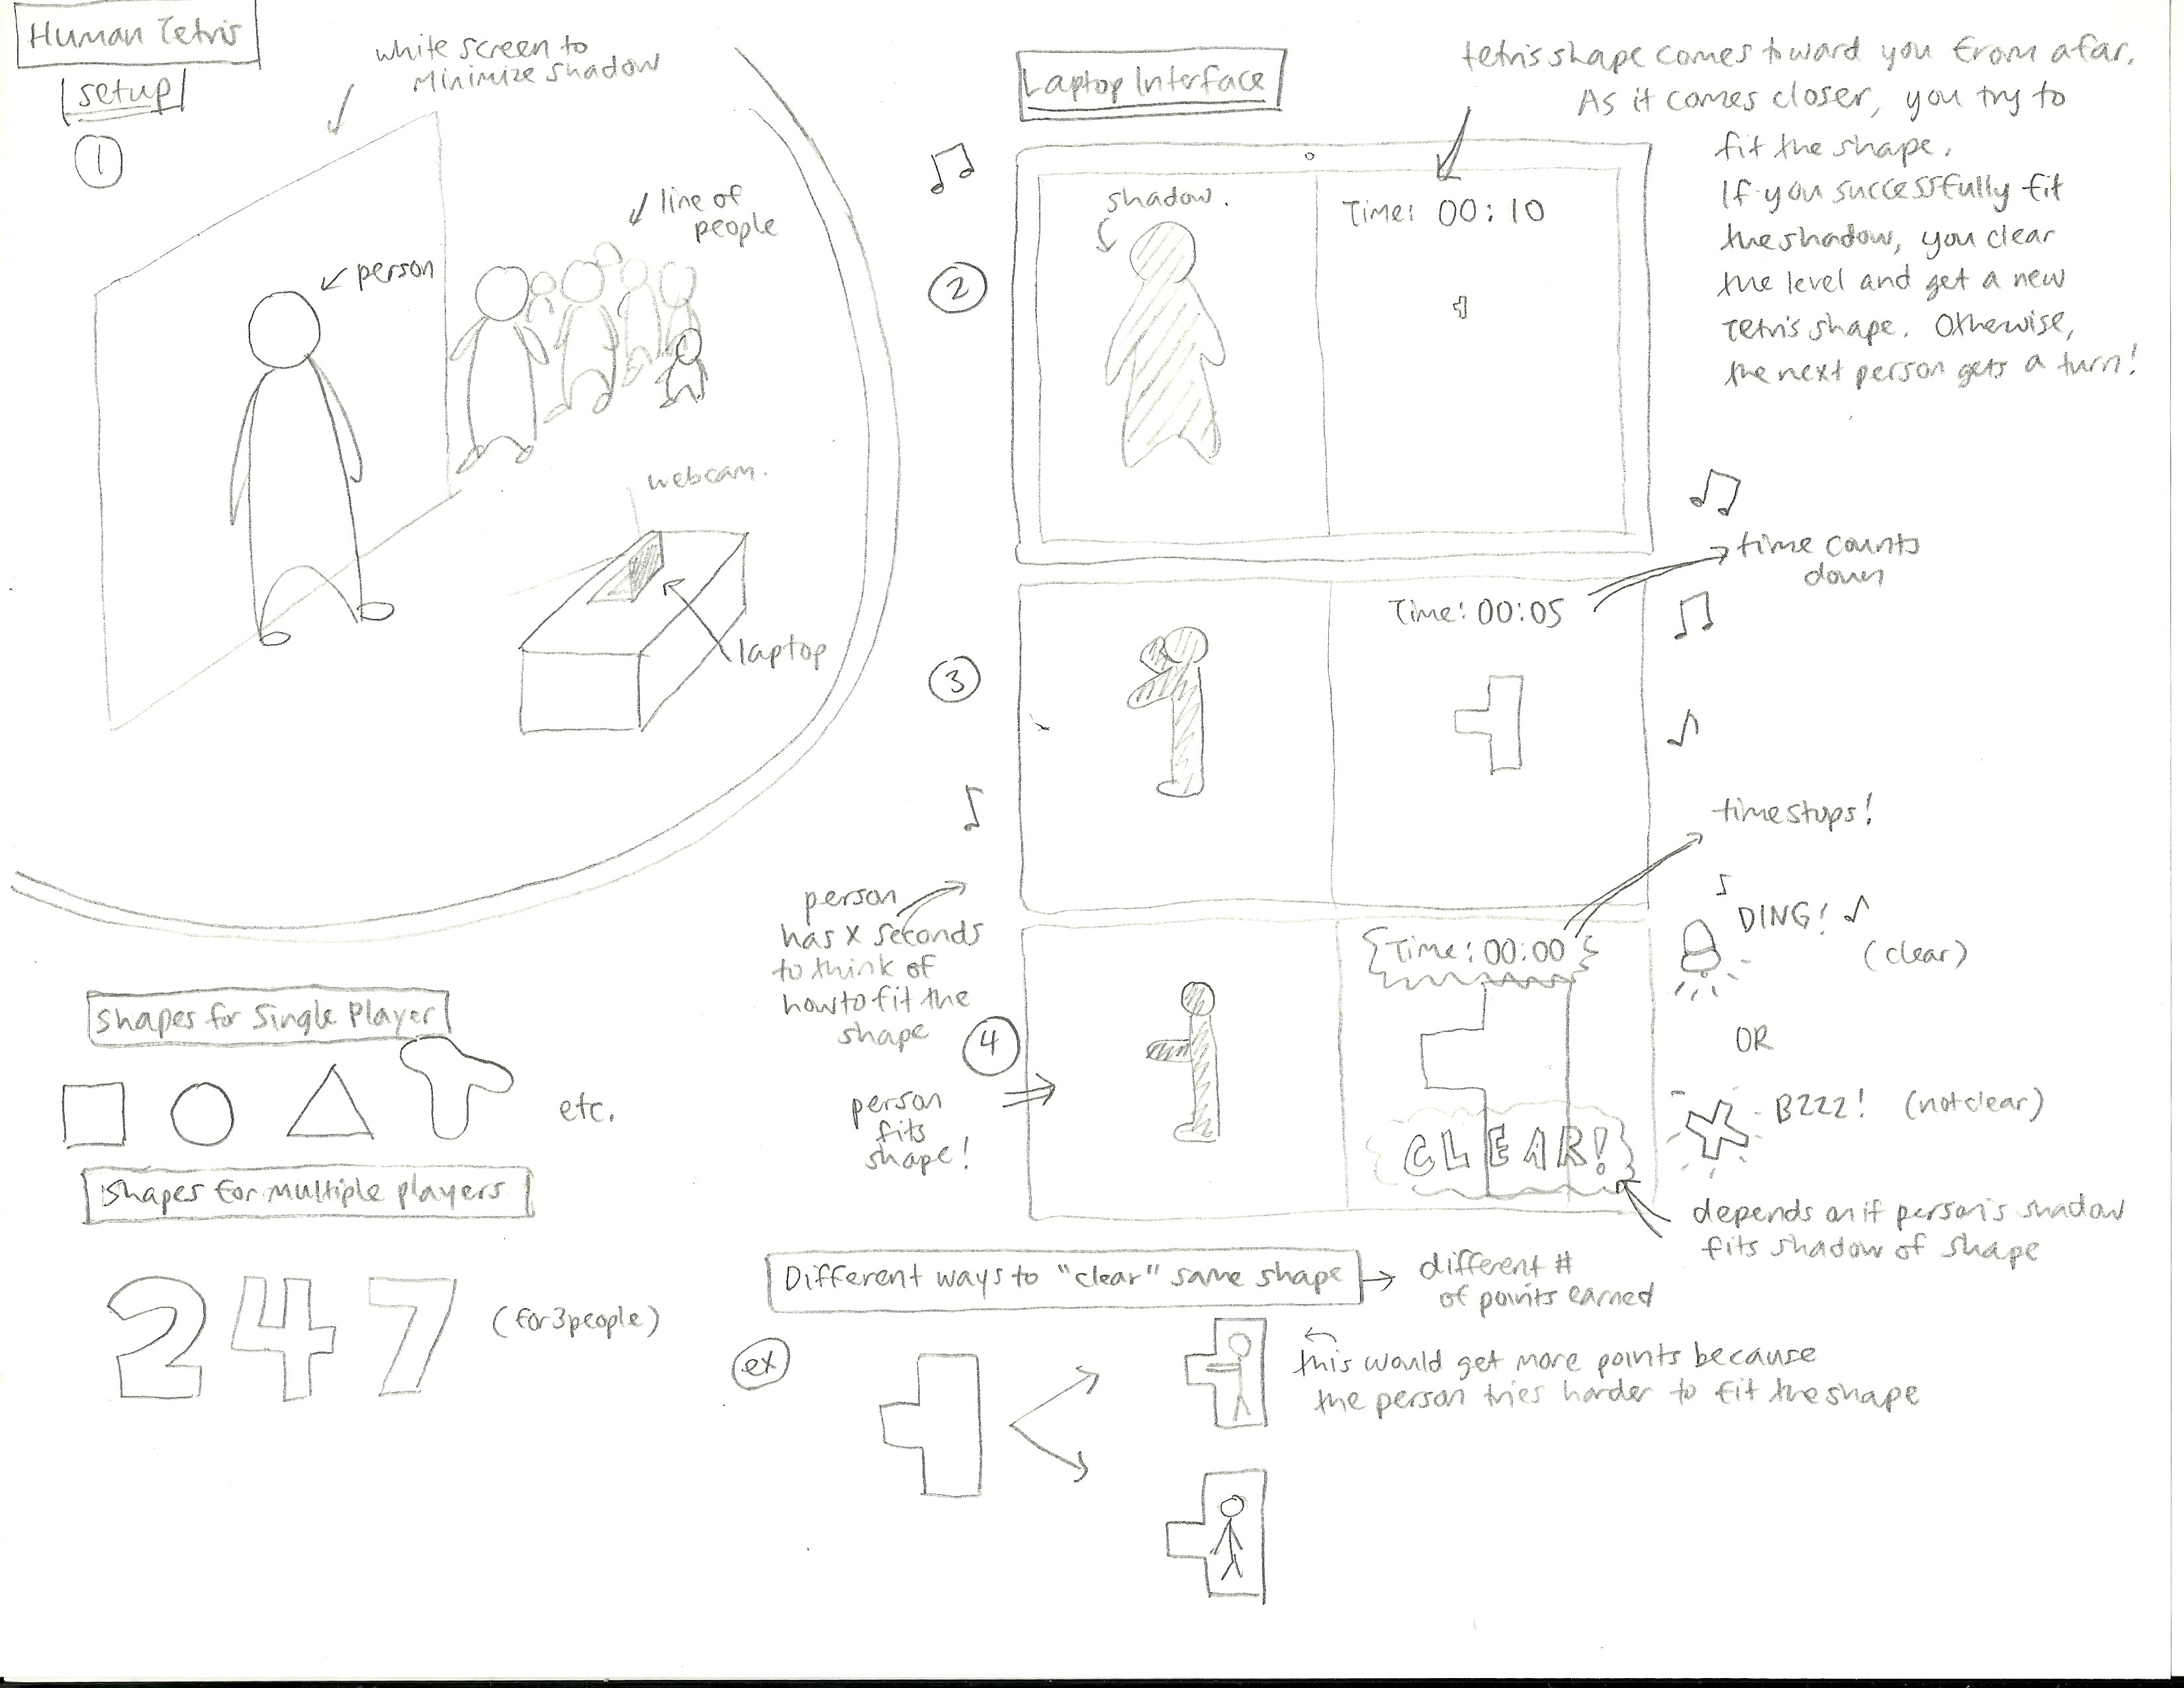 Human Tetris
setup
1
white screen to
minimize shadow
line of
people
person
webcam.
laptop
Shapes for Single Player
etc.
Shapes for multiple players
2 4 7
(for 3 people)
Laptop Interface
tetris shape comes toward you from afar.
As it comes closer, you try to
fit the shape.
If you successfully fit
the shadow, you clear
the level and get a new
Tetris shape. Otherwise,
the next person gets a turn!
2
shadow.
Time: 00:10
time counts
down
3
Time: 00:05
person
has x seconds
to think of
how to fit the
shape
time stops!
4
Time: 00:00
person
fits
shape!
CLEAR!
DING!
(clear)
OR
BZZZ! (not clear)
depends on if person's shadow
fits shadow of shape
Different ways to "clear" same shape
different #
of points earned
ex
this would get more points because
the person tries harder to fit the shape